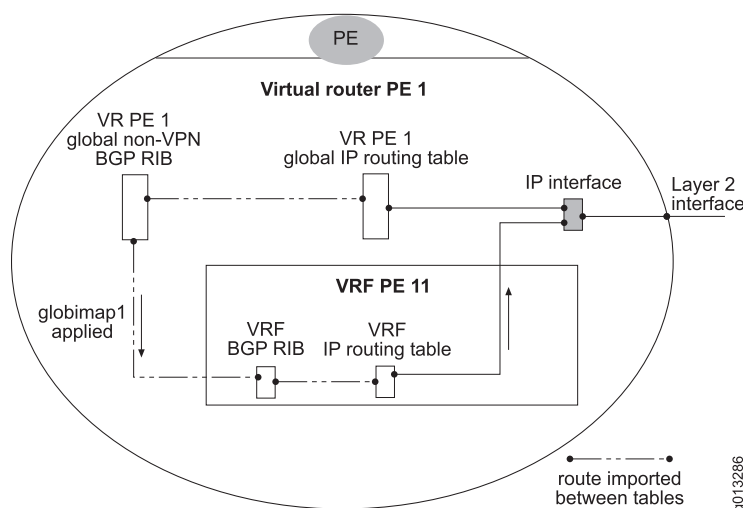 PE
Virtual router PE 1
VR PE 1
global non-VPN
BGP RIB
VR PE 1
global IP routing table
IP interface
Layer 2
interface
globimap1
applied
VRF PE 11
VRF
BGP RIB
VRF
IP routing table
route imported
between tables
g013286